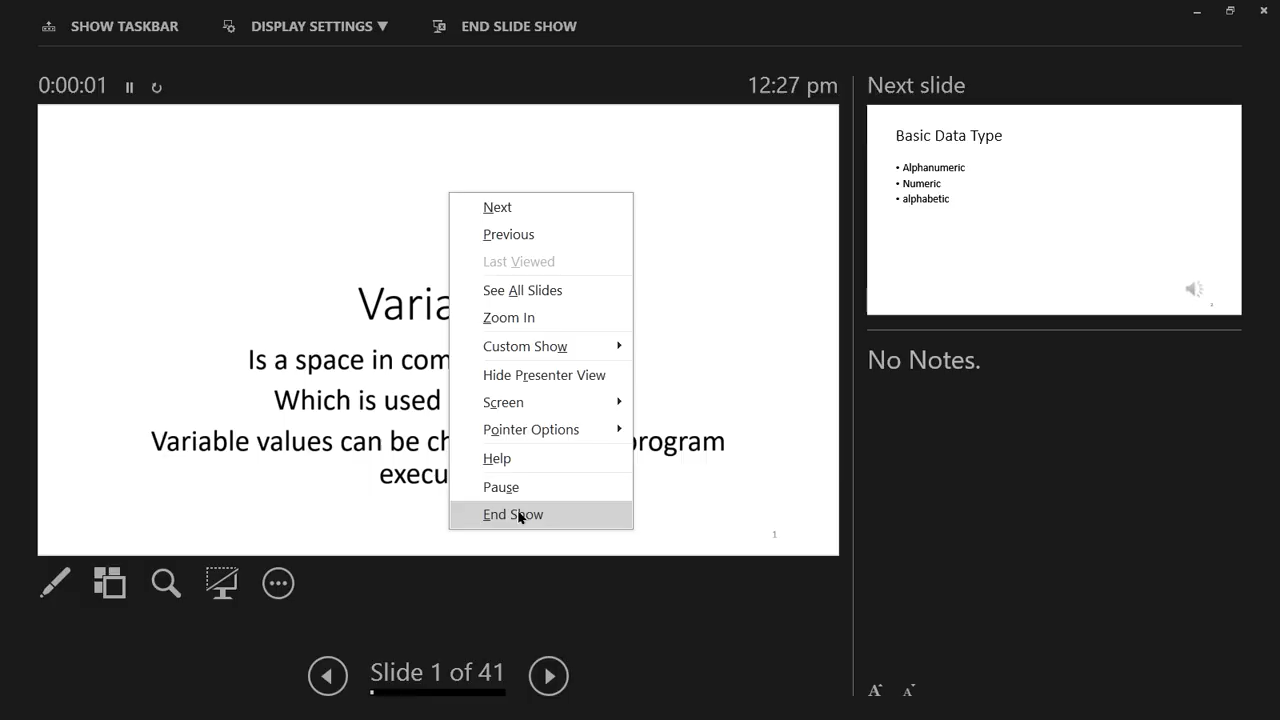 SHOW TASKBAR DISPLAY SETTINGS ▼ END SLIDE SHOW
0:00:01 12:27 pm
Varia
Is a space in com
Which is used
Variable values can be ch program
execu
1
Next
Previous
Last Viewed
See All Slides
Zoom In
Custom Show
Hide Presenter View
Screen
Pointer Options
Help
Pause
End Show
Slide 1 of 41
Next slide
Basic Data Type
• Alphanumeric
• Numeric
• alphabetic
No Notes.
A A